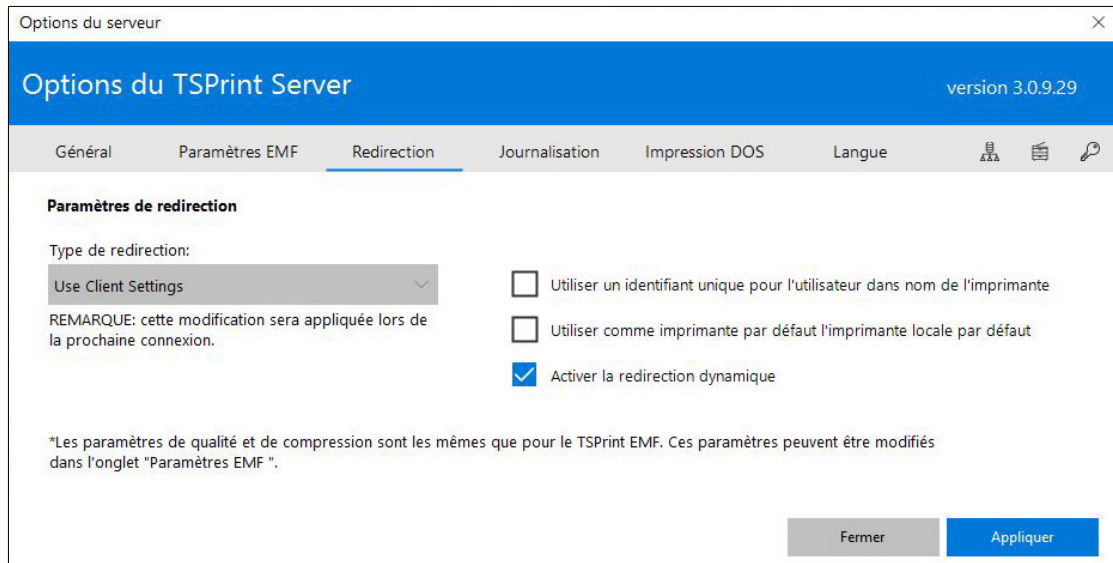 Options du serveur
Options du TSPrint Server
version 3.0.9.29
Général Paramètres EMF Redirection Journalisation Impression DOS Langue
Paramètres de redirection
Type de redirection:
Use Client Settings
REMARQUE: cette modification sera appliquée lors de
la prochaine connexion.
Utiliser un identifiant unique pour l'utilisateur dans nom de l'imprimante
Utiliser comme imprimante par défaut l'imprimante locale par défaut
Activer la redirection dynamique
*Les paramètres de qualité et de compression sont les mêmes que pour le TSPrint EMF. Ces paramètres peuvent être modifiés
dans l'onglet "Paramètres EMF ".
Fermer Appliquer